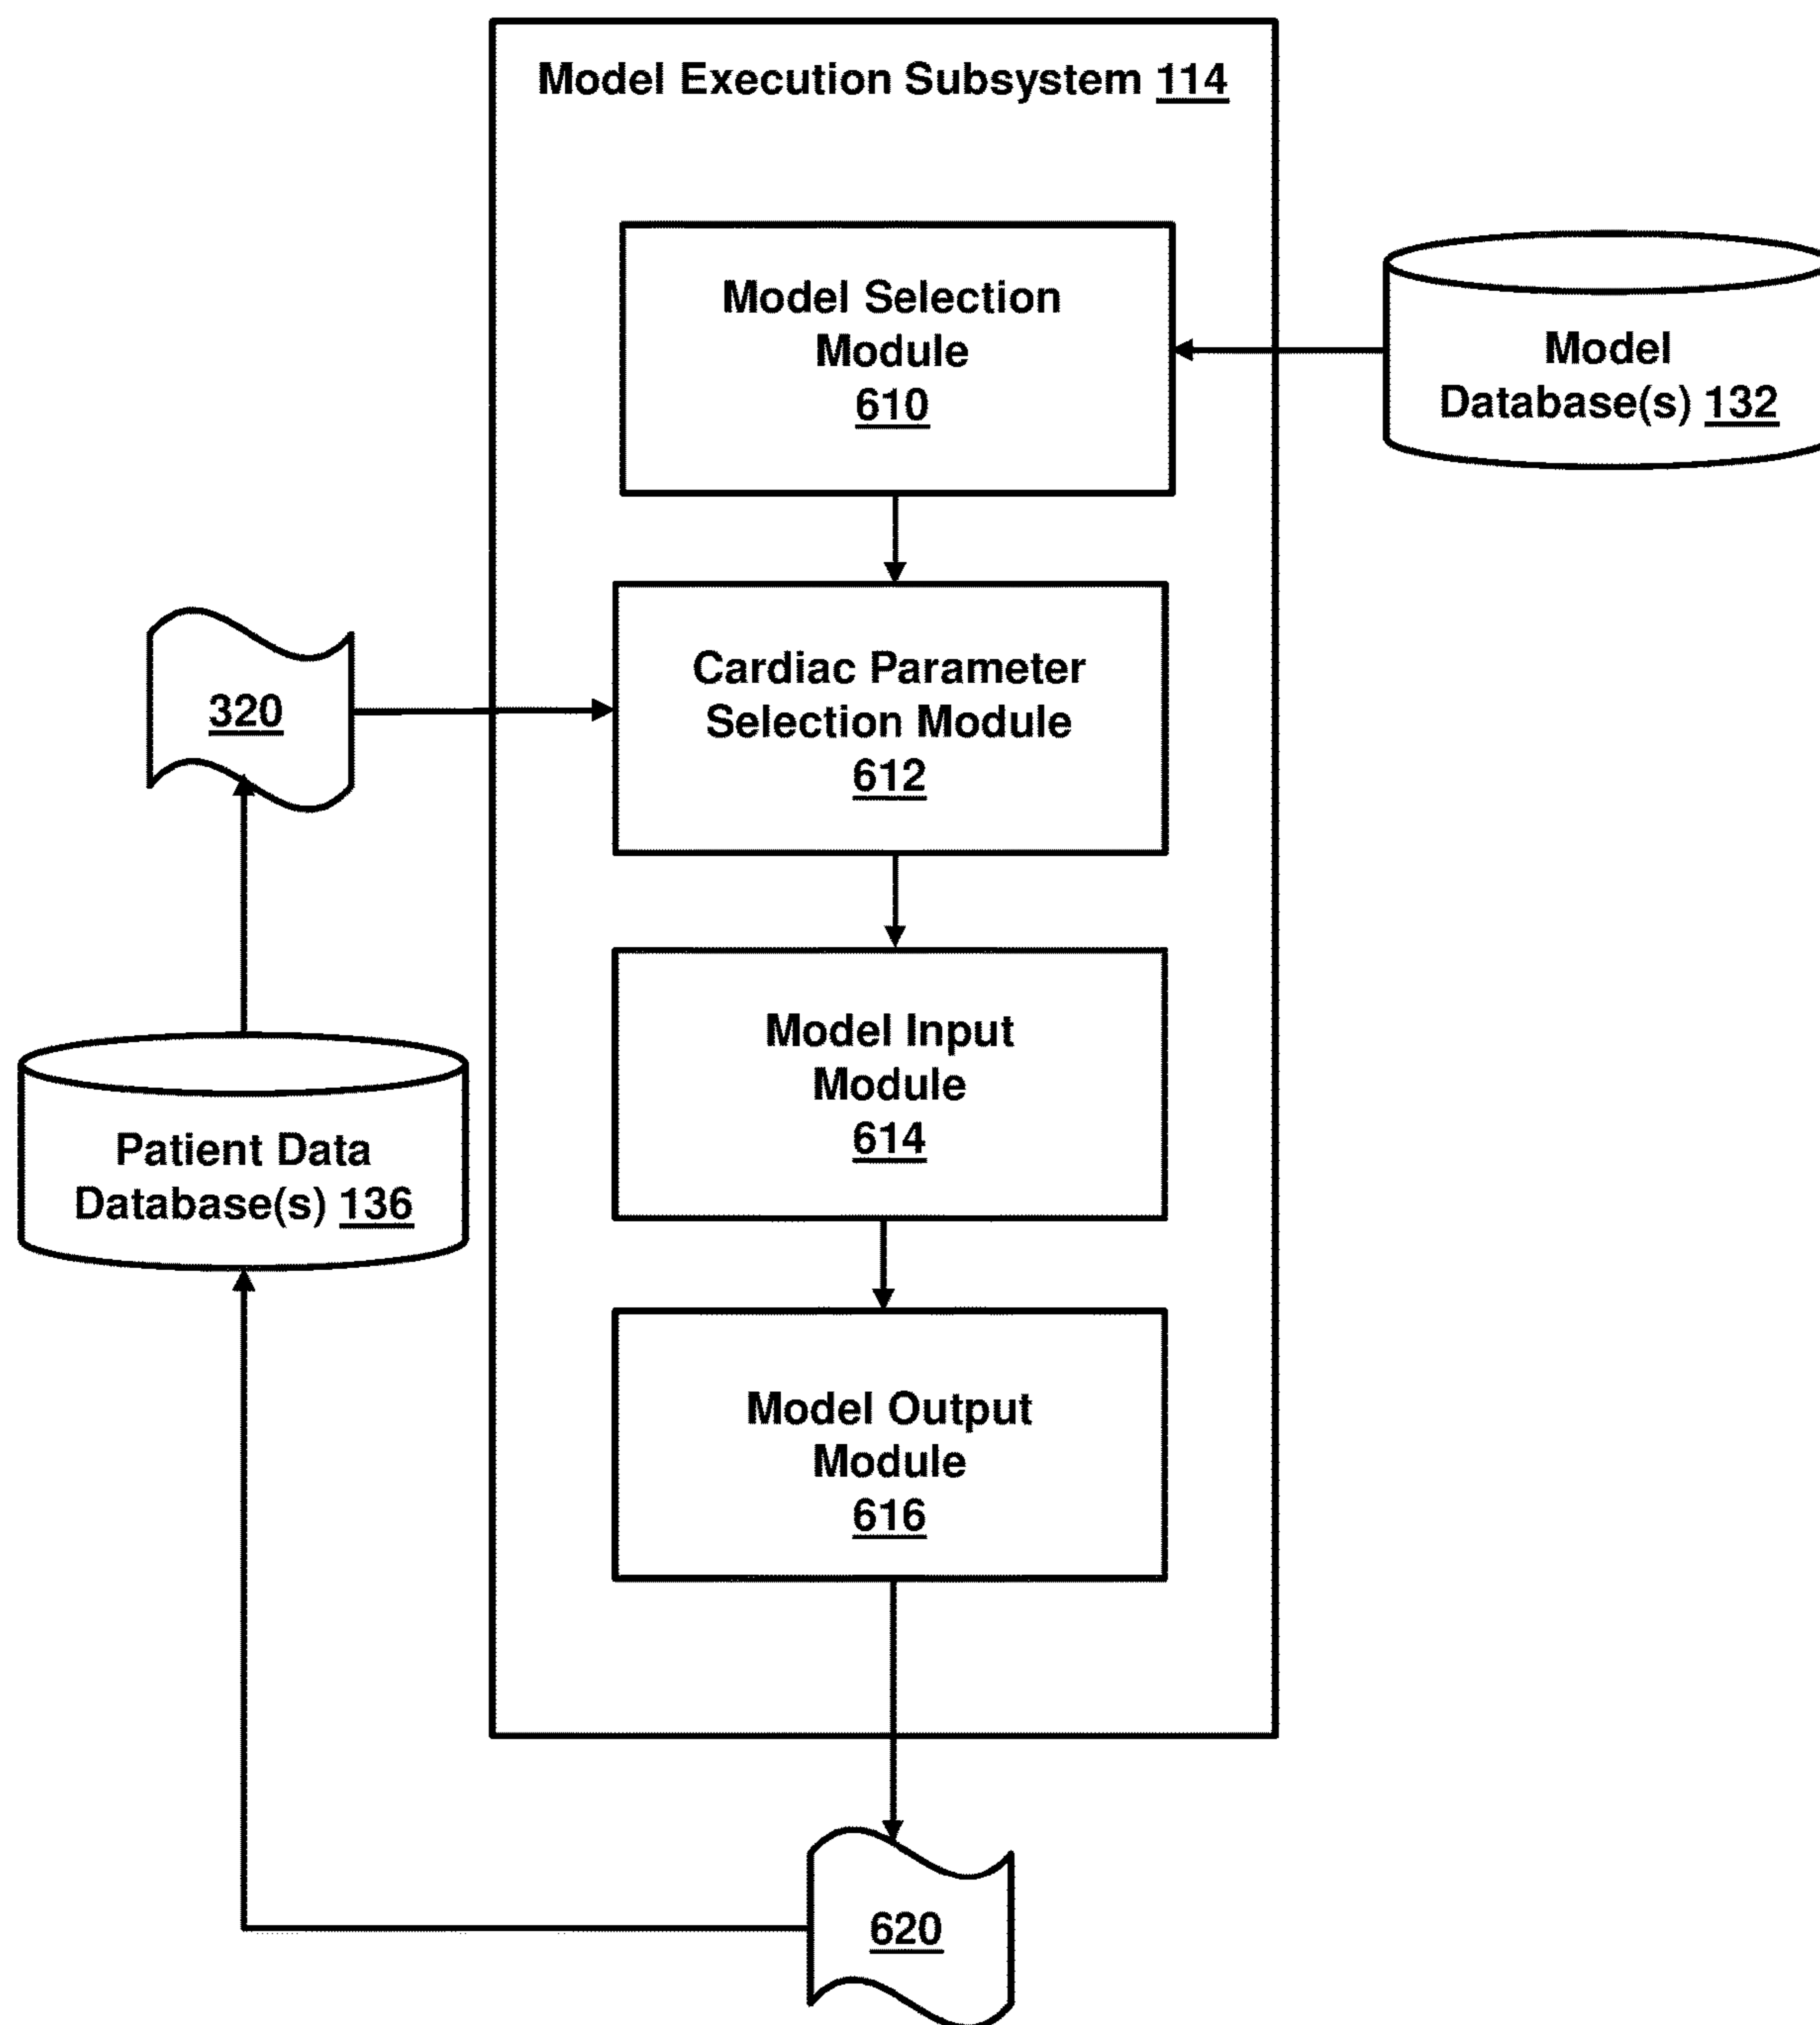 Model Execution Subsystem 114
Model Selection
Module
610
Model
Database(s) 132
Cardiac Parameter
Selection Module
612
320
Model Input
Module
614
Patient Data
Database(s) 136
Model Output
Module
616
620